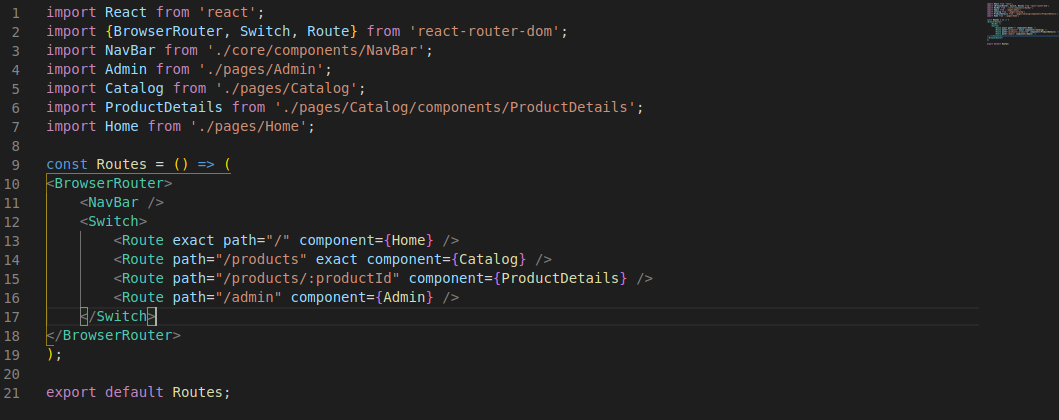 1 import React from 'react';
2 import {BrowserRouter, Switch, Route} from 'react-router-dom';
3 import NavBar from './core/components/NavBar';
4 import Admin from './pages/Admin';
5 import Catalog from './pages/Catalog';
6 import ProductDetails from './pages/Catalog/components/ProductDetails';
7 import Home from './pages/Home';
8
9 const Routes = () => (
10 <BrowserRouter>
11     <NavBar />
12     <Switch>
13         <Route exact path="/" component={Home} />
14         <Route path="/products" exact component={Catalog} />
15         <Route path="/products/:productId" component={ProductDetails} />
16         <Route path="/admin" component={Admin} />
17     </Switch>
18 </BrowserRouter>
19 );
20
21 export default Routes;